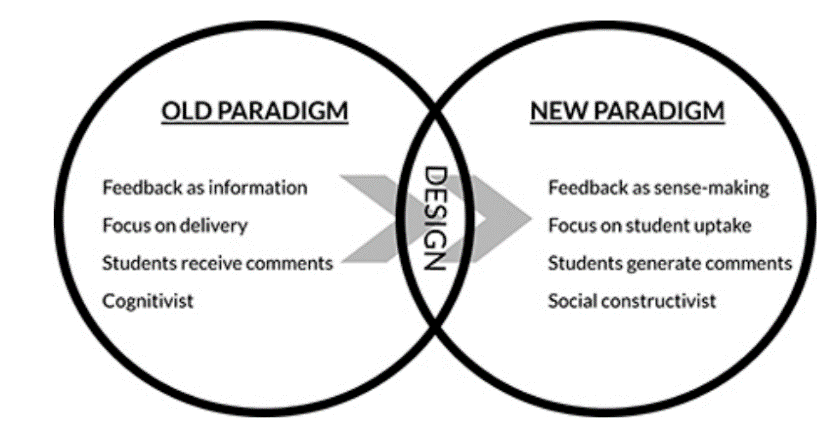 OLD PARADIGM
Feedback as information
Focus on delivery
Students receive comments
Cognitivist
DESIGN
NEW PARADIGM
Feedback as sense-making
Focus on student uptake
Students generate comments
Social constructivist